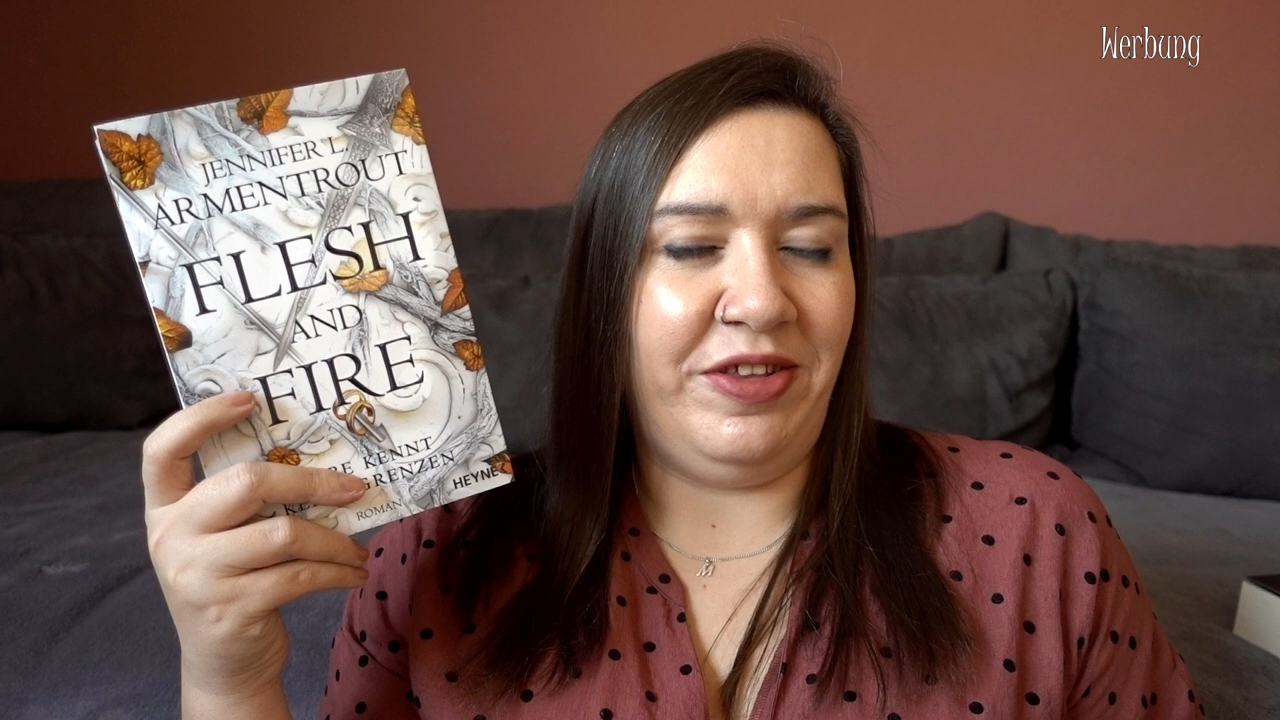 Werbung
JENNIFER L.
ARMENTROUT
FLESH
AND
FIRE
KENNT
GRENZEN
ROMAN
HEYNE